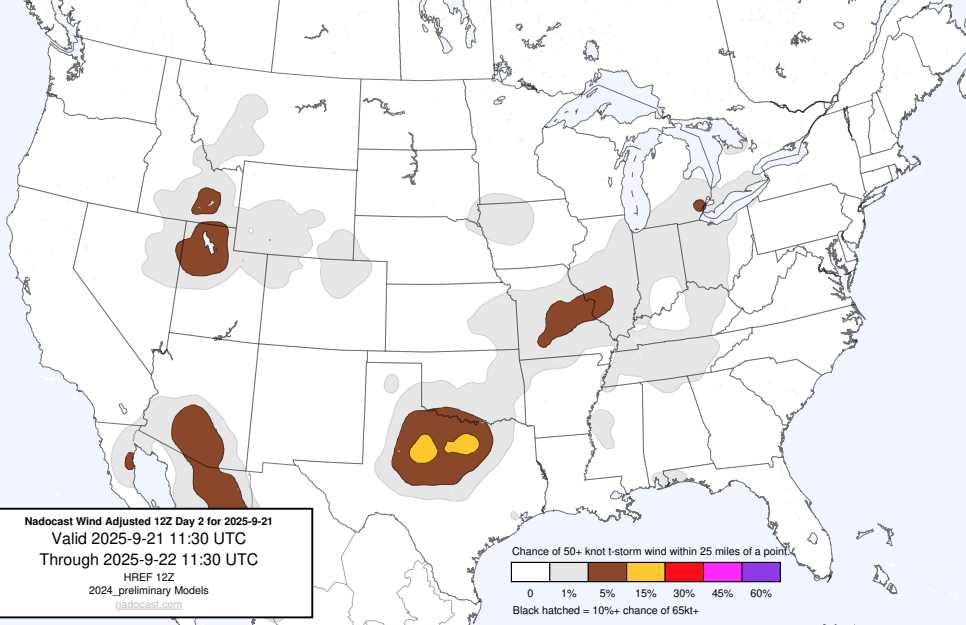 Nadocast Wind Adjusted 12Z Day 2 for 2025-9-21
Valid 2025-9-21 11:30 UTC
Through 2025-9-22 11:30 UTC
HREF 12Z
2024_preliminary Models
nadocast.com
Chance of 50+ knot t-storm wind within 25 miles of a point.
0 1% 5% 15% 30% 45% 60%
Black hatched = 10%+ chance of 65kt+